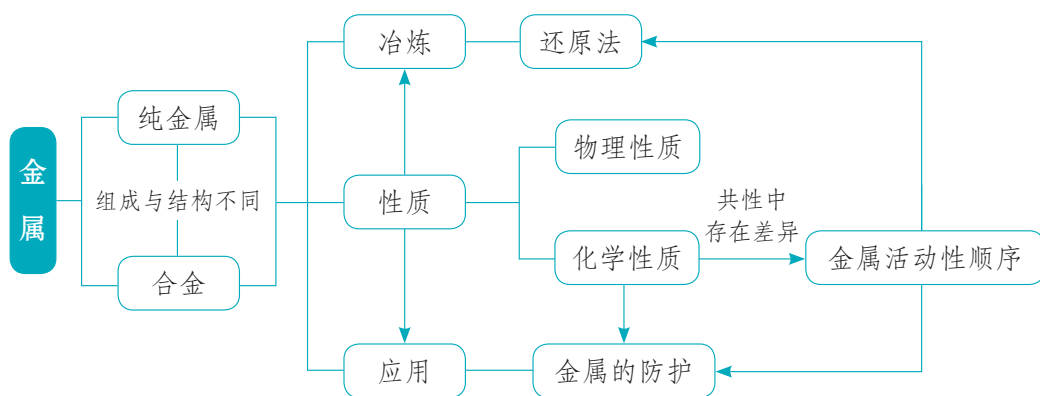 金属
纯金属
组成与结构不同
合金
冶炼
还原法
性质
物理性质
化学性质
共性中
存在差异
金属活动性顺序
应用
金属的防护